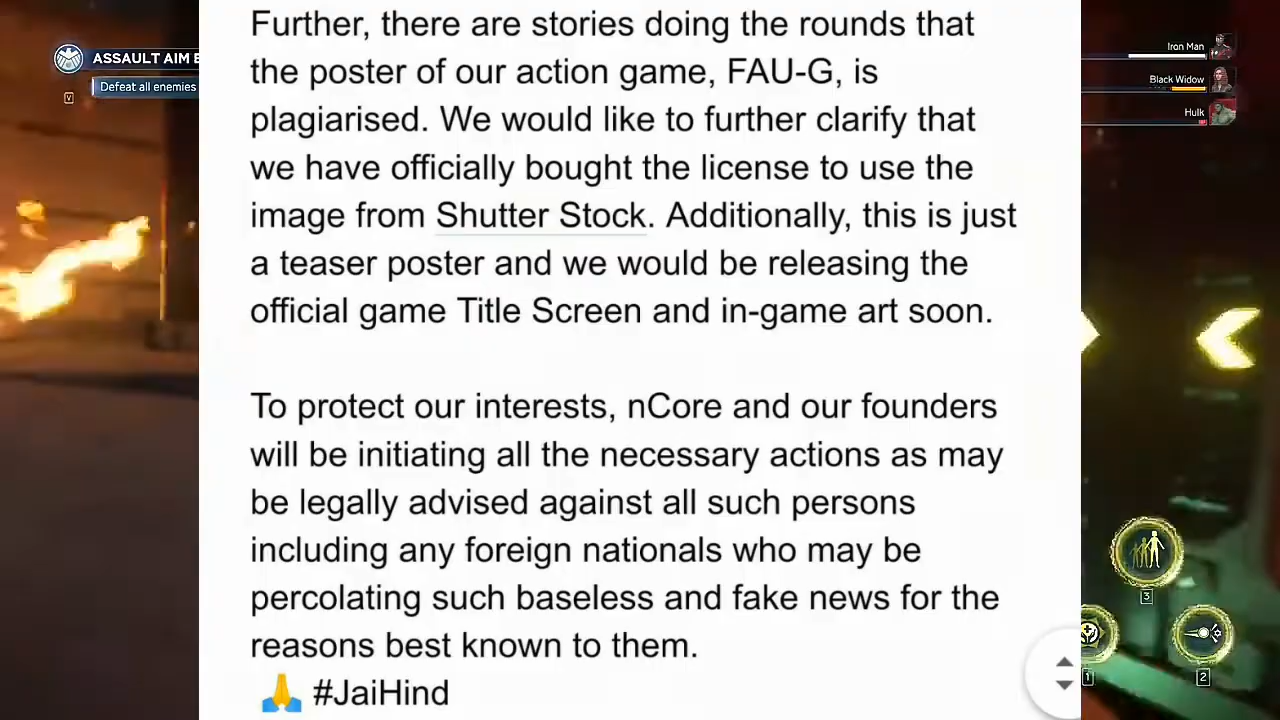 Further, there are stories doing the rounds that
the poster of our action game, FAU-G, is
plagiarised. We would like to further clarify that
we have officially bought the license to use the
image from Shutter Stock. Additionally, this is just
a teaser poster and we would be releasing the
official game Title Screen and in-game art soon.
To protect our interests, nCore and our founders
will be initiating all the necessary actions as may
be legally advised against all such persons
including any foreign nationals who may be
percolating such baseless and fake news for the
reasons best known to them.
🙏 #JaiHind
ASSAULT AIM
Defeat all enemies
V
Iron Man
Black Widow
Hulk
3
1
2